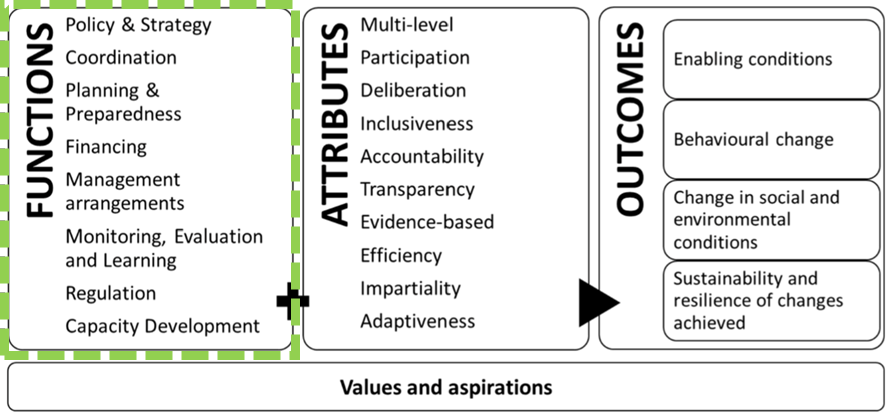 FUNCTIONS
Policy & Strategy
Coordination
Planning &
Preparedness
Financing
Management
arrangements
Monitoring, Evaluation
and Learning
Regulation
Capacity Development
ATTRIBUTES
Multi-level
Participation
Deliberation
Inclusiveness
Accountability
Transparency
Evidence-based
Efficiency
Impartiality
Adaptiveness
OUTCOMES
Enabling conditions
Behavioural change
Change in social and
environmental
conditions
Sustainability and
resilience of changes
achieved
Values and aspirations